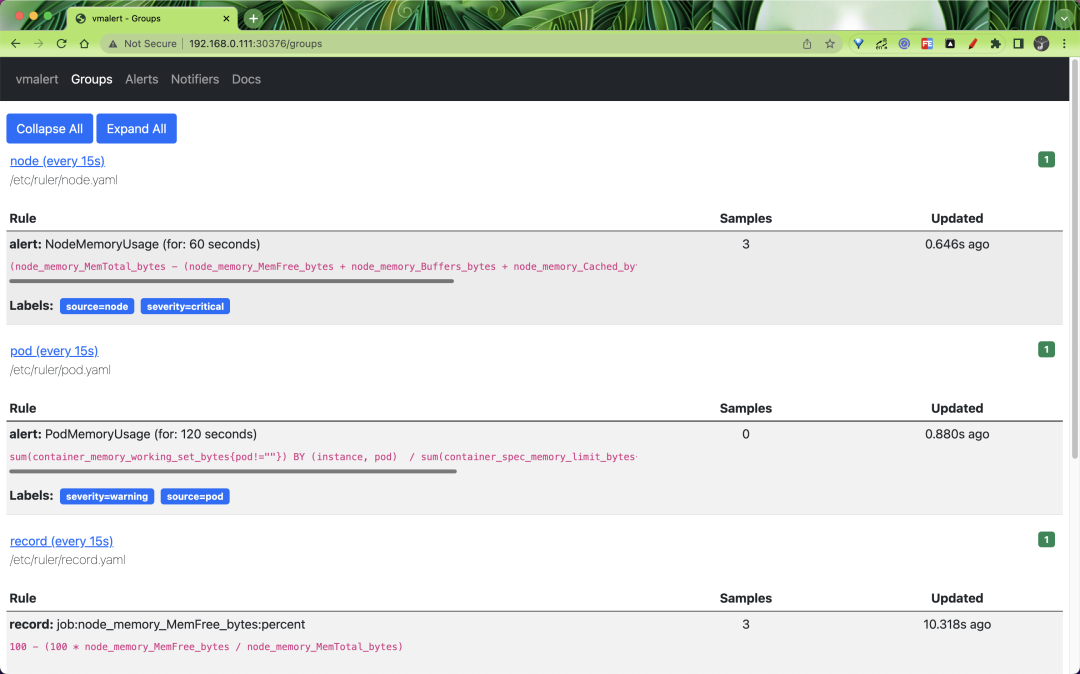 vmalert - Groups
Not Secure 192.168.0.111:30376/groups
vmalert Groups Alerts Notifiers Docs
Collapse All Expand All
node (every 15s) 1
/etc/ruler/node.yaml
Rule Samples Updated
alert: NodeMemoryUsage (for: 60 seconds) 3 0.646s ago
(node_memory_MemTotal_bytes - (node_memory_MemFree_bytes + node_memory_Buffers_bytes + node_memory_Cached_by
Labels: source=node severity=critical
pod (every 15s) 1
/etc/ruler/pod.yaml
Rule Samples Updated
alert: PodMemoryUsage (for: 120 seconds) 0 0.880s ago
sum(container_memory_working_set_bytes{pod!=""}) BY (instance, pod)  / sum(container_spec_memory_limit_bytes
Labels: severity=warning source=pod
record (every 15s) 1
/etc/ruler/record.yaml
Rule Samples Updated
record: job:node_memory_MemFree_bytes:percent 3 10.318s ago
100 - (100 * node_memory_MemFree_bytes / node_memory_MemTotal_bytes)